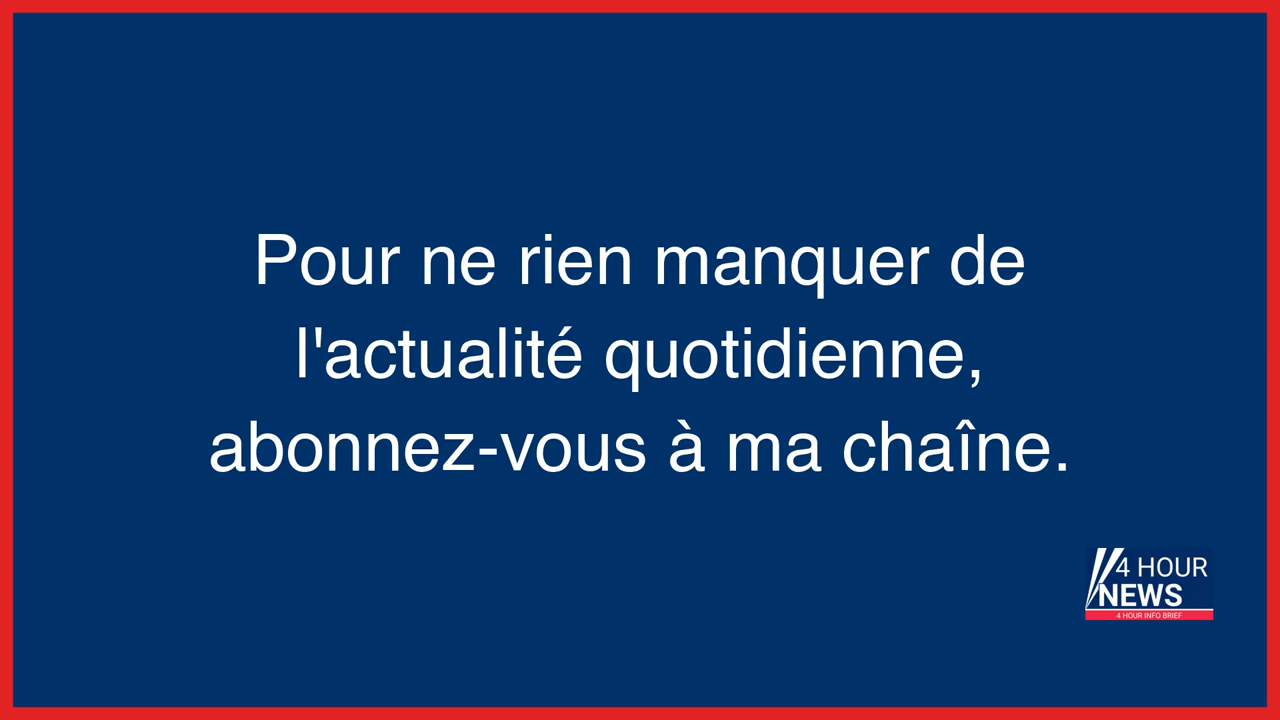 Pour ne rien manquer de
l'actualité quotidienne,
abonnez-vous à ma chaîne.
4 HOUR
NEWS
4 HOUR INFO BRIEF